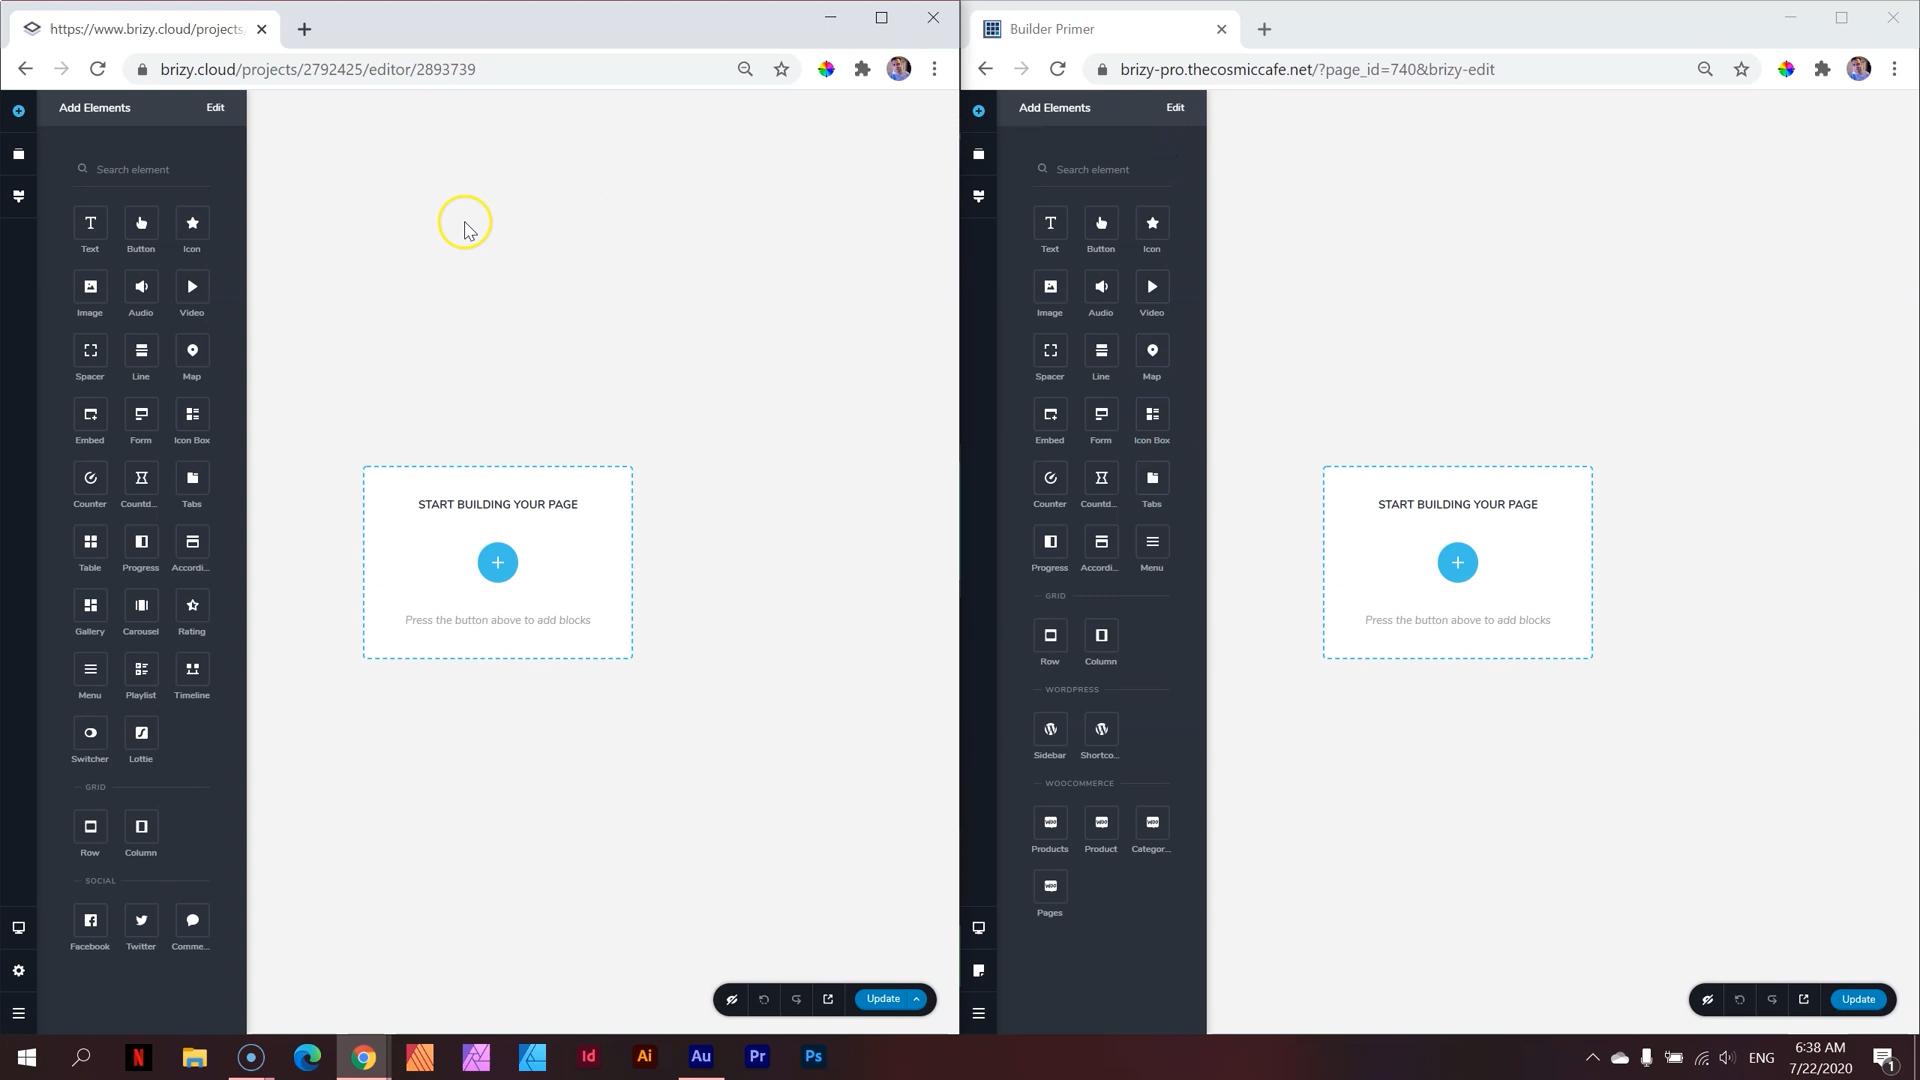 https://www.brizy.cloud/projects,
brizy.cloud/projects/2792425/editor/2893739
Add Elements Edit
Search element
Text Button Icon
Image Audio Video
Spacer Line Map
Embed Form Icon Box
Counter Countd... Tabs
Table Progress Accordi...
Gallery Carousel Rating
Menu Playlist Timeline
Switcher Lottie
GRID
Row Column
SOCIAL
Facebook Twitter Comme...
START BUILDING YOUR PAGE
Press the button above to add blocks
Update
Builder Primer
brizy-pro.thecosmiccafe.net/?page_id=740&brizy-edit
Add Elements Edit
Search element
Text Button Icon
Image Audio Video
Spacer Line Map
Embed Form Icon Box
Counter Countd... Tabs
Progress Accordi... Menu
GRID
Row Column
WORDPRESS
Sidebar Shortco...
WOOCOMMERCE
Products Product Categor...
Pages
START BUILDING YOUR PAGE
Press the button above to add blocks
Update
Id Ai Au Pr Ps
ENG
6:38 AM
7/22/2020
1